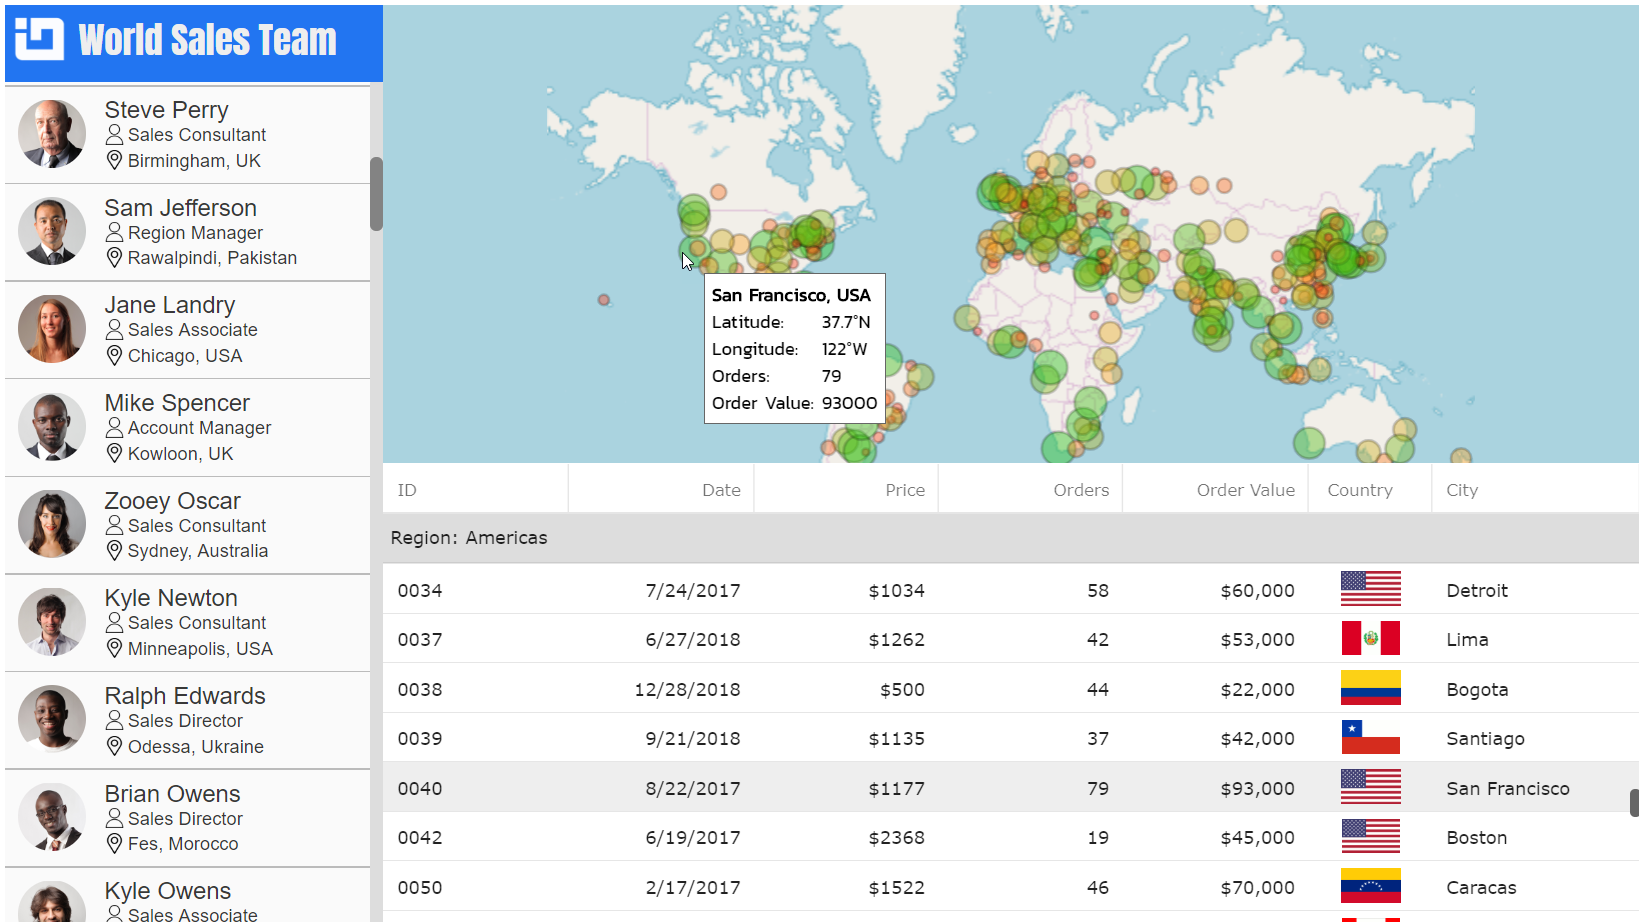 World Sales Team
Steve Perry
Sales Consultant
Birmingham, UK
Sam Jefferson
Region Manager
Rawalpindi, Pakistan
Jane Landry
Sales Associate
Chicago, USA
Mike Spencer
Account Manager
Kowloon, UK
Zooey Oscar
Sales Consultant
Sydney, Australia
Kyle Newton
Sales Consultant
Minneapolis, USA
Ralph Edwards
Sales Director
Odessa, Ukraine
Brian Owens
Sales Director
Fes, Morocco
Kyle Owens
Sales Associate
San Francisco, USA
Latitude: 37.7°N
Longitude: 122°W
Orders: 79
Order Value: 93000
ID Date Price Orders Order Value Country City
Region: Americas
0034 7/24/2017 $1034 58 $60,000 Detroit
0037 6/27/2018 $1262 42 $53,000 Lima
0038 12/28/2018 $500 44 $22,000 Bogota
0039 9/21/2018 $1135 37 $42,000 Santiago
0040 8/22/2017 $1177 79 $93,000 San Francisco
0042 6/19/2017 $2368 19 $45,000 Boston
0050 2/17/2017 $1522 46 $70,000 Caracas